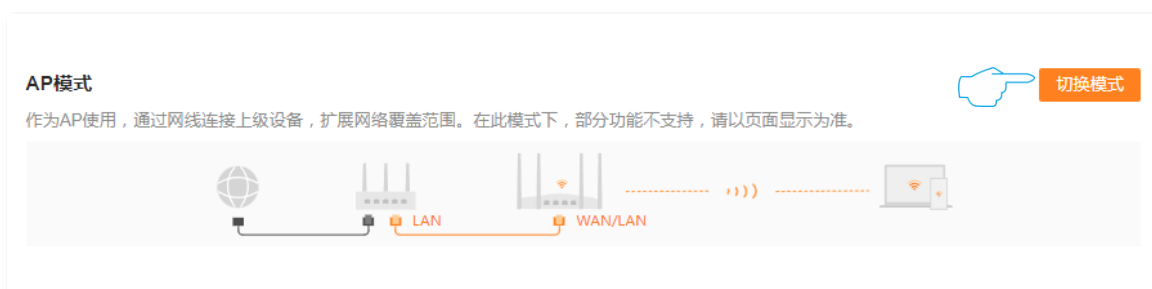 AP模式
切换模式
作为AP使用，通过网线连接上级设备，扩展网络覆盖范围。在此模式下，部分功能不支持，请以页面显示为准。
LAN
WAN/LAN